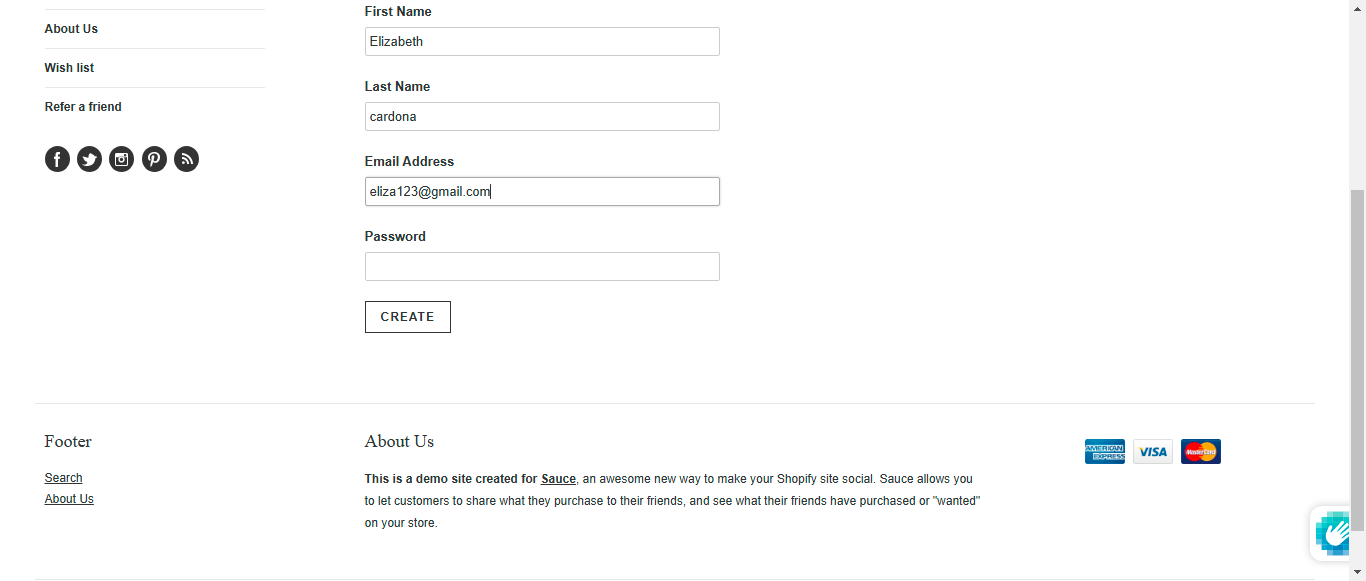 About Us
Wish list
Refer a friend
First Name
Elizabeth
Last Name
cardona
Email Address
eliza123@gmail.com
Password
CREATE
Footer
Search
About Us
About Us
This is a demo site created for Sauce, an awesome new way to make your Shopify site social. Sauce allows you
to let customers to share what they purchase to their friends, and see what their friends have purchased or "wanted"
on your store.
AMERICAN EXPRESS
VISA
MasterCard